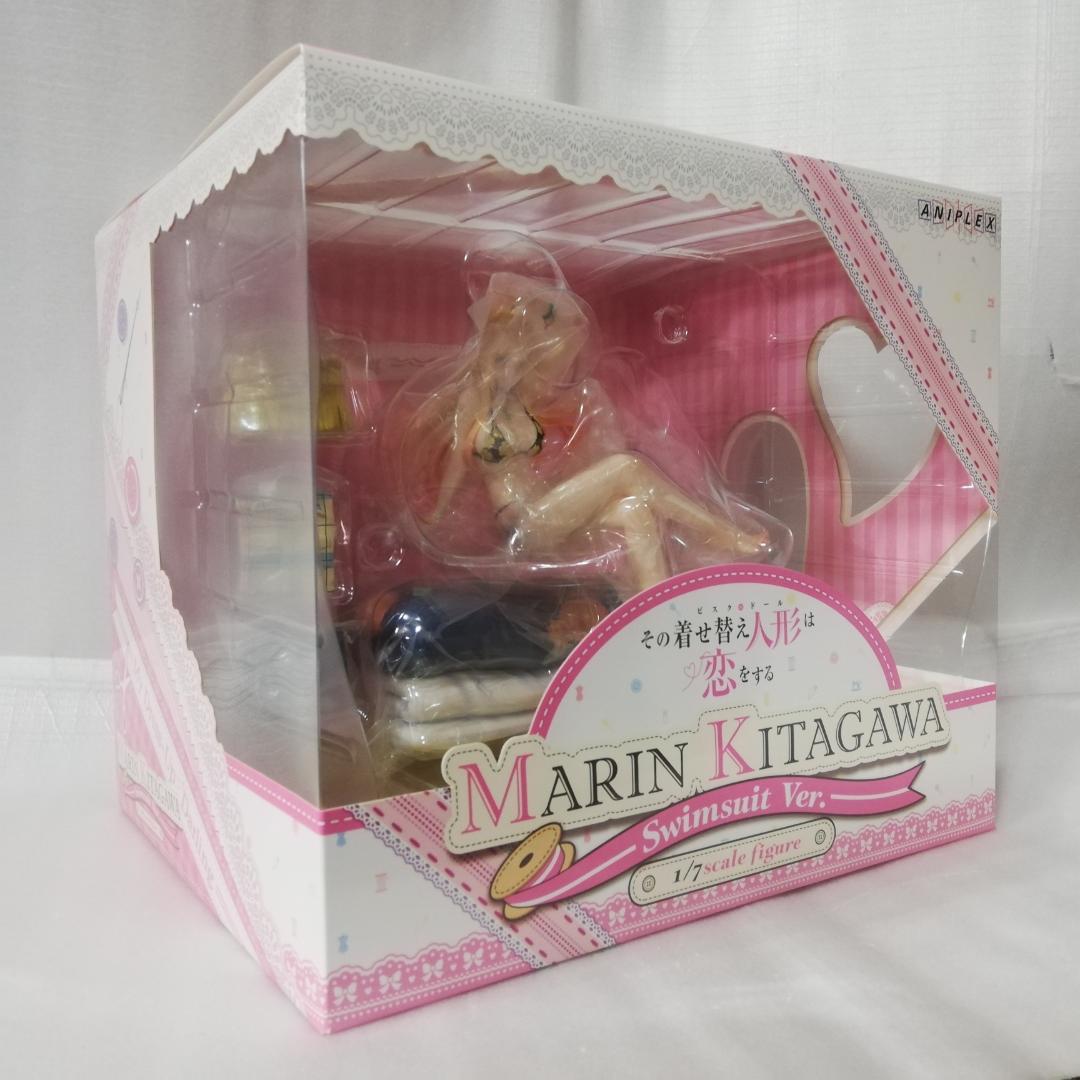 ANIPLEX
ビスク・ドール
その着せ替え人形は
恋をする
MARIN KITAGAWA
Swimsuit Ver.
1/7 scale figure